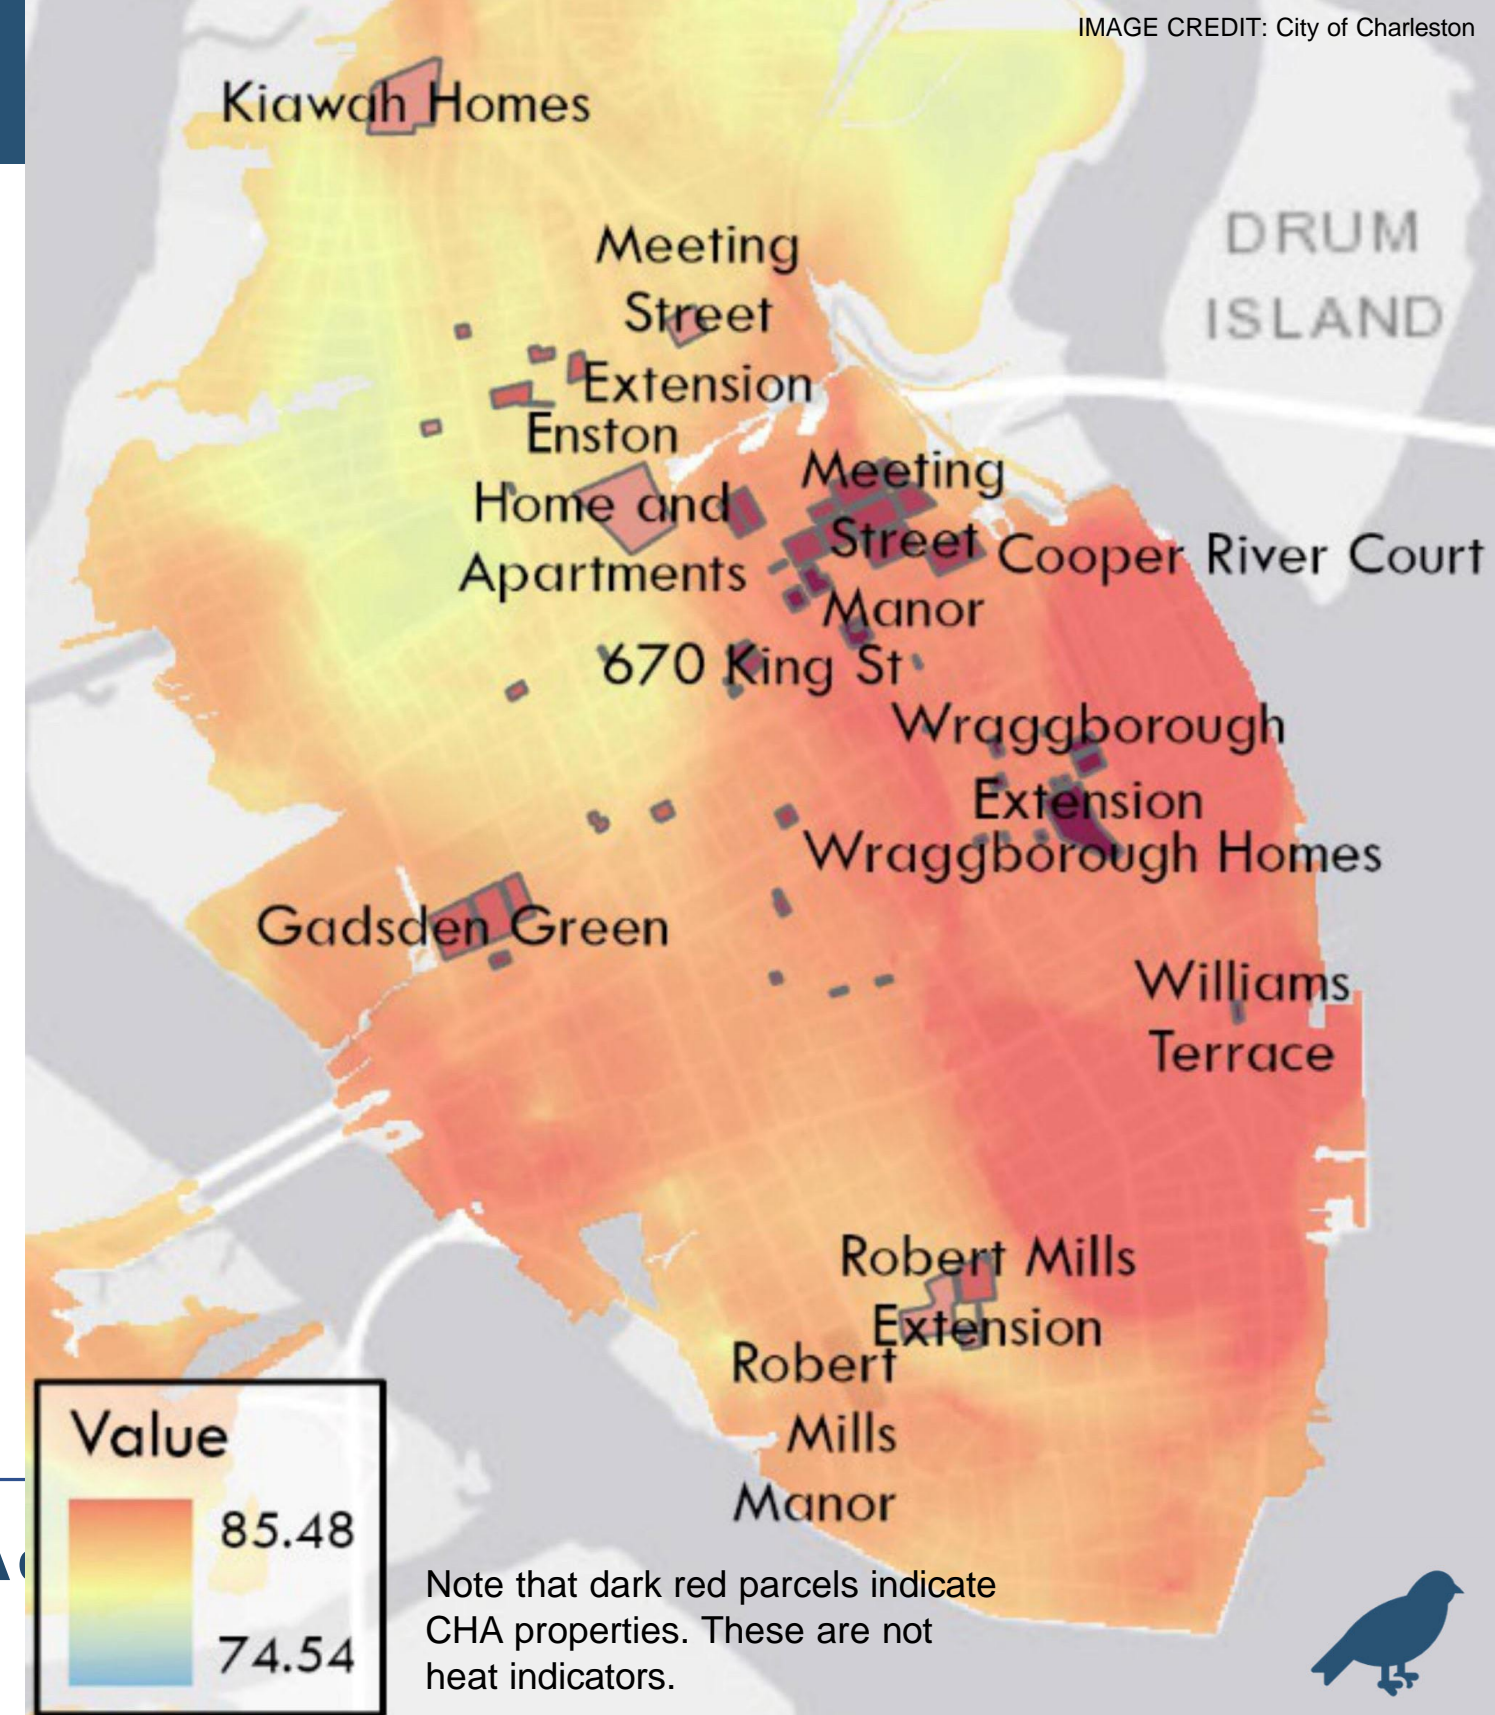 IMAGE CREDIT: City of Charleston
Kiawah Homes
DRUM
ISLAND
Meeting
Street
Extension
Enston
Home and
Apartments
Meeting
Street
Manor
Cooper River Court
670 King St
Wraggborough
Extension
Wraggborough Homes
Gadsden Green
Williams
Terrace
Robert Mills
Extension
Robert
Mills
Manor
Value
85.48
74.54
Note that dark red parcels indicate
CHA properties. These are not
heat indicators.